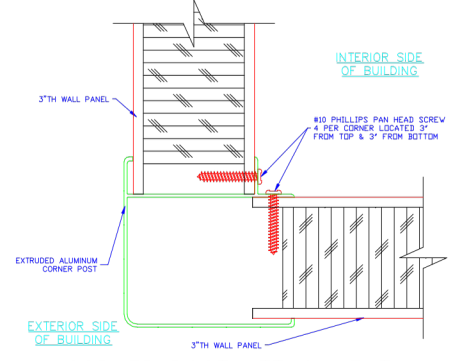 INTERIOR SIDE
OF BUILDING
3"TH WALL PANEL
#10 PHILLIPS PAN HEAD SCREW
4 PER CORNER LOCATED 3"
FROM TOP & 3" FROM BOTTOM
EXTRUDED ALUMINUM
CORNER POST
EXTERIOR SIDE
OF BUILDING
3"TH WALL PANEL